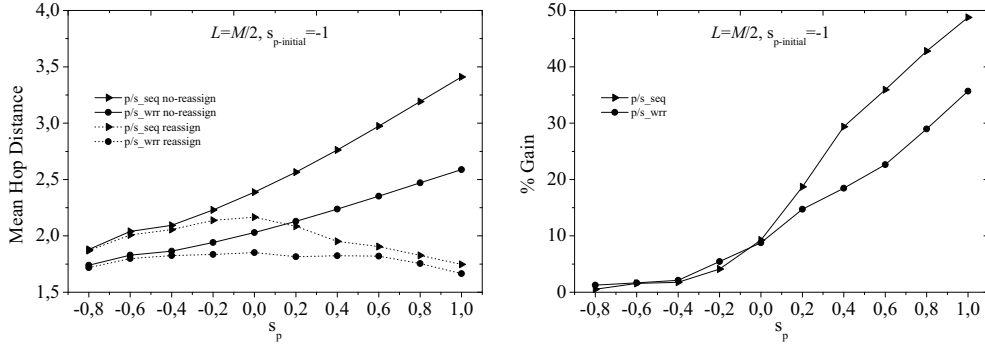 L=M/2, s_p-initial=-1
Mean Hop Distance
4,0
3,5
3,0
2,5
2,0
1,5
p/s_seq no-reassign
p/s_wrr no-reassign
p/s_seq reassign
p/s_wrr reassign
-0,8 -0,6 -0,4 -0,2 0,0 0,2 0,4 0,6 0,8 1,0
s_p
L=M/2, s_p-initial=-1
% Gain
50
40
30
20
10
0
p/s_seq
p/s_wrr
-0,8 -0,6 -0,4 -0,2 0,0 0,2 0,4 0,6 0,8 1,0
s_p